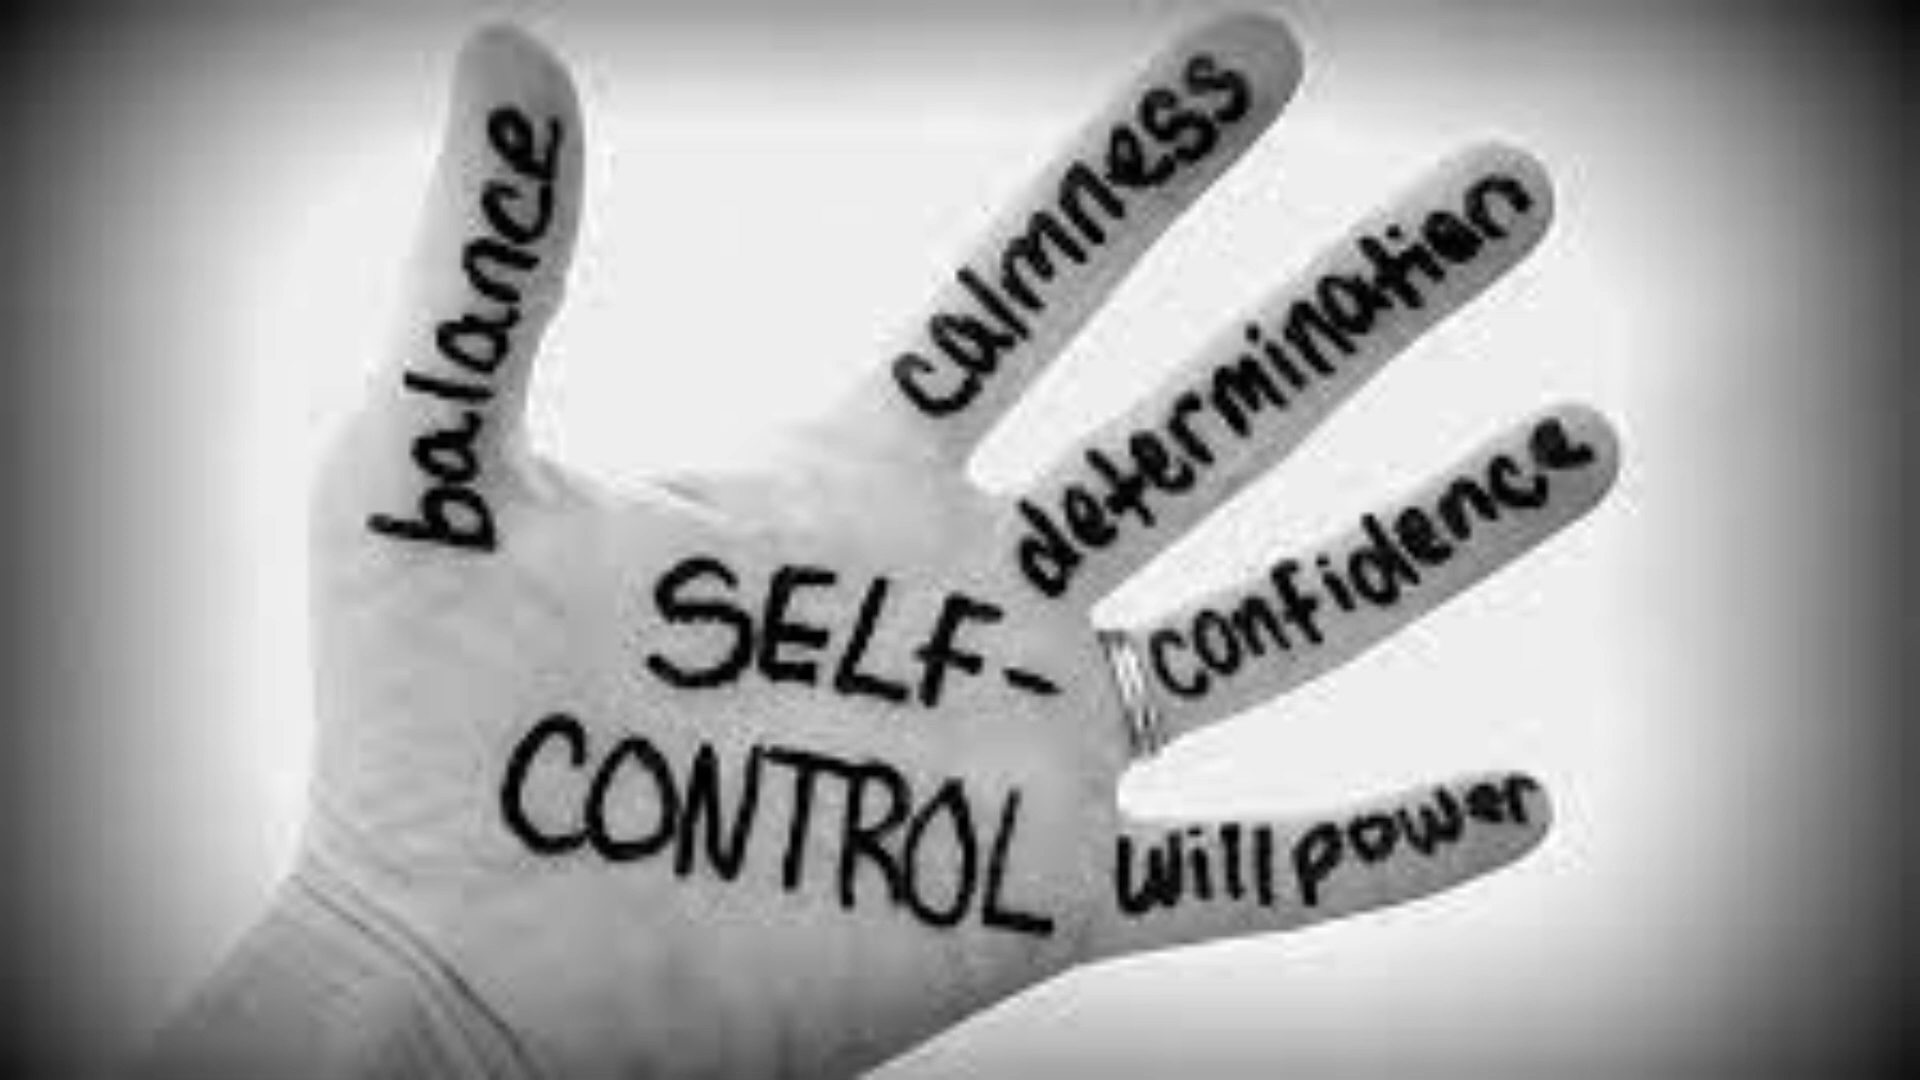 balance
calmness
determination
confidence
Willpower
SELF-
CONTROL